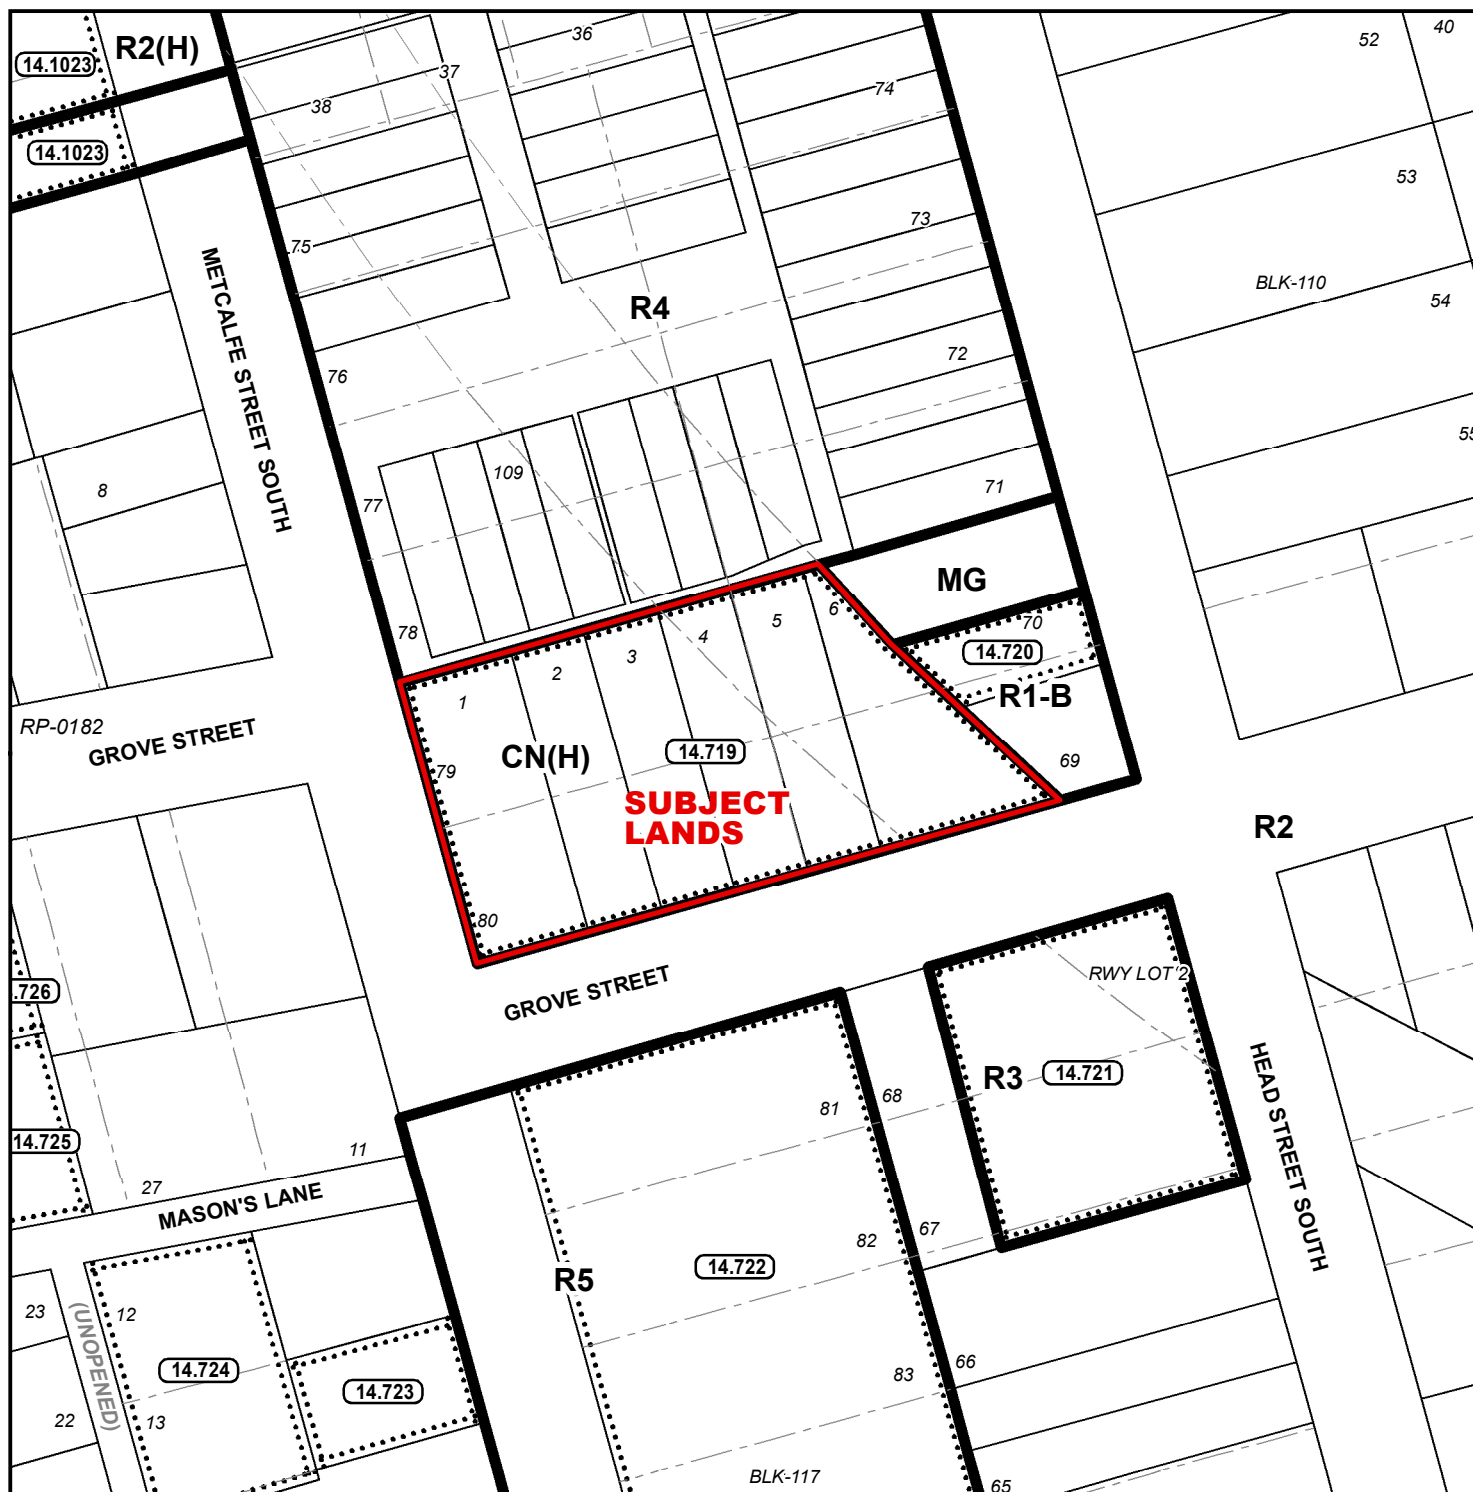 40
36
52
R2(H)
14.1023
37
74
38
14.1023
53
73
75
METCALFE STREET SOUTH
BLK-110
54
R4
72
76
55
109
8
71
77
MG
6
70
78
5
4
14.720
3
2
R1-B
1
RP-0182
GROVE STREET
14.719
CN(H)
69
79
SUBJECT
LANDS
R2
80
RWY LOT 2
.726
GROVE STREET
R3
14.721
68
81
14.725
11
HEAD STREET SOUTH
27
MASON'S LANE
67
82
14.722
R5
23
12
(UNOPENED)
66
14.724
83
14.723
22
13
BLK-117
65